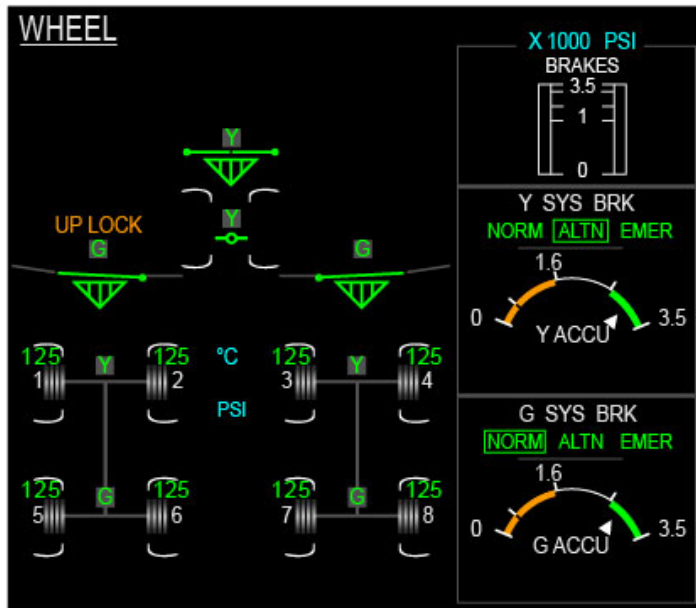 WHEEL
X 1000 PSI
BRAKES
3.5
1
0
Y
Y
UP LOCK
G
G
Y SYS BRK
NORM ALTN EMER
1.6
0
3.5
Y ACCU
125 125 °C 125 125
1 Y 2 3 Y 4
PSI
G SYS BRK
NORM ALTN EMER
1.6
0
3.5
G ACCU
125 G 125 125 G 125
5 6 7 8